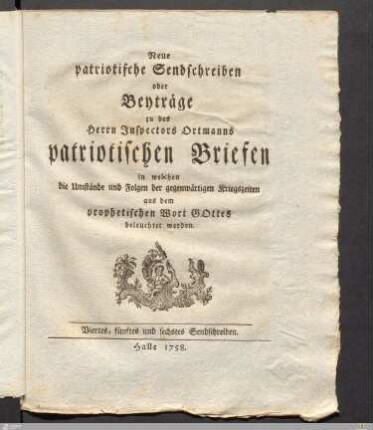 Neue
patriotische Sendschreiben
oder
Beyträge
zu des
Herrn Inspectors Ortmanns
patriotischen Briefen
in welchen
die Umstände und Folgen der gegenwärtigen Kriegszeiten
aus dem
prophetischen Wort GOttes
beleuchtet werden.
Viertes, fünftes und sechstes Sendschreiben.
Halle 1758.